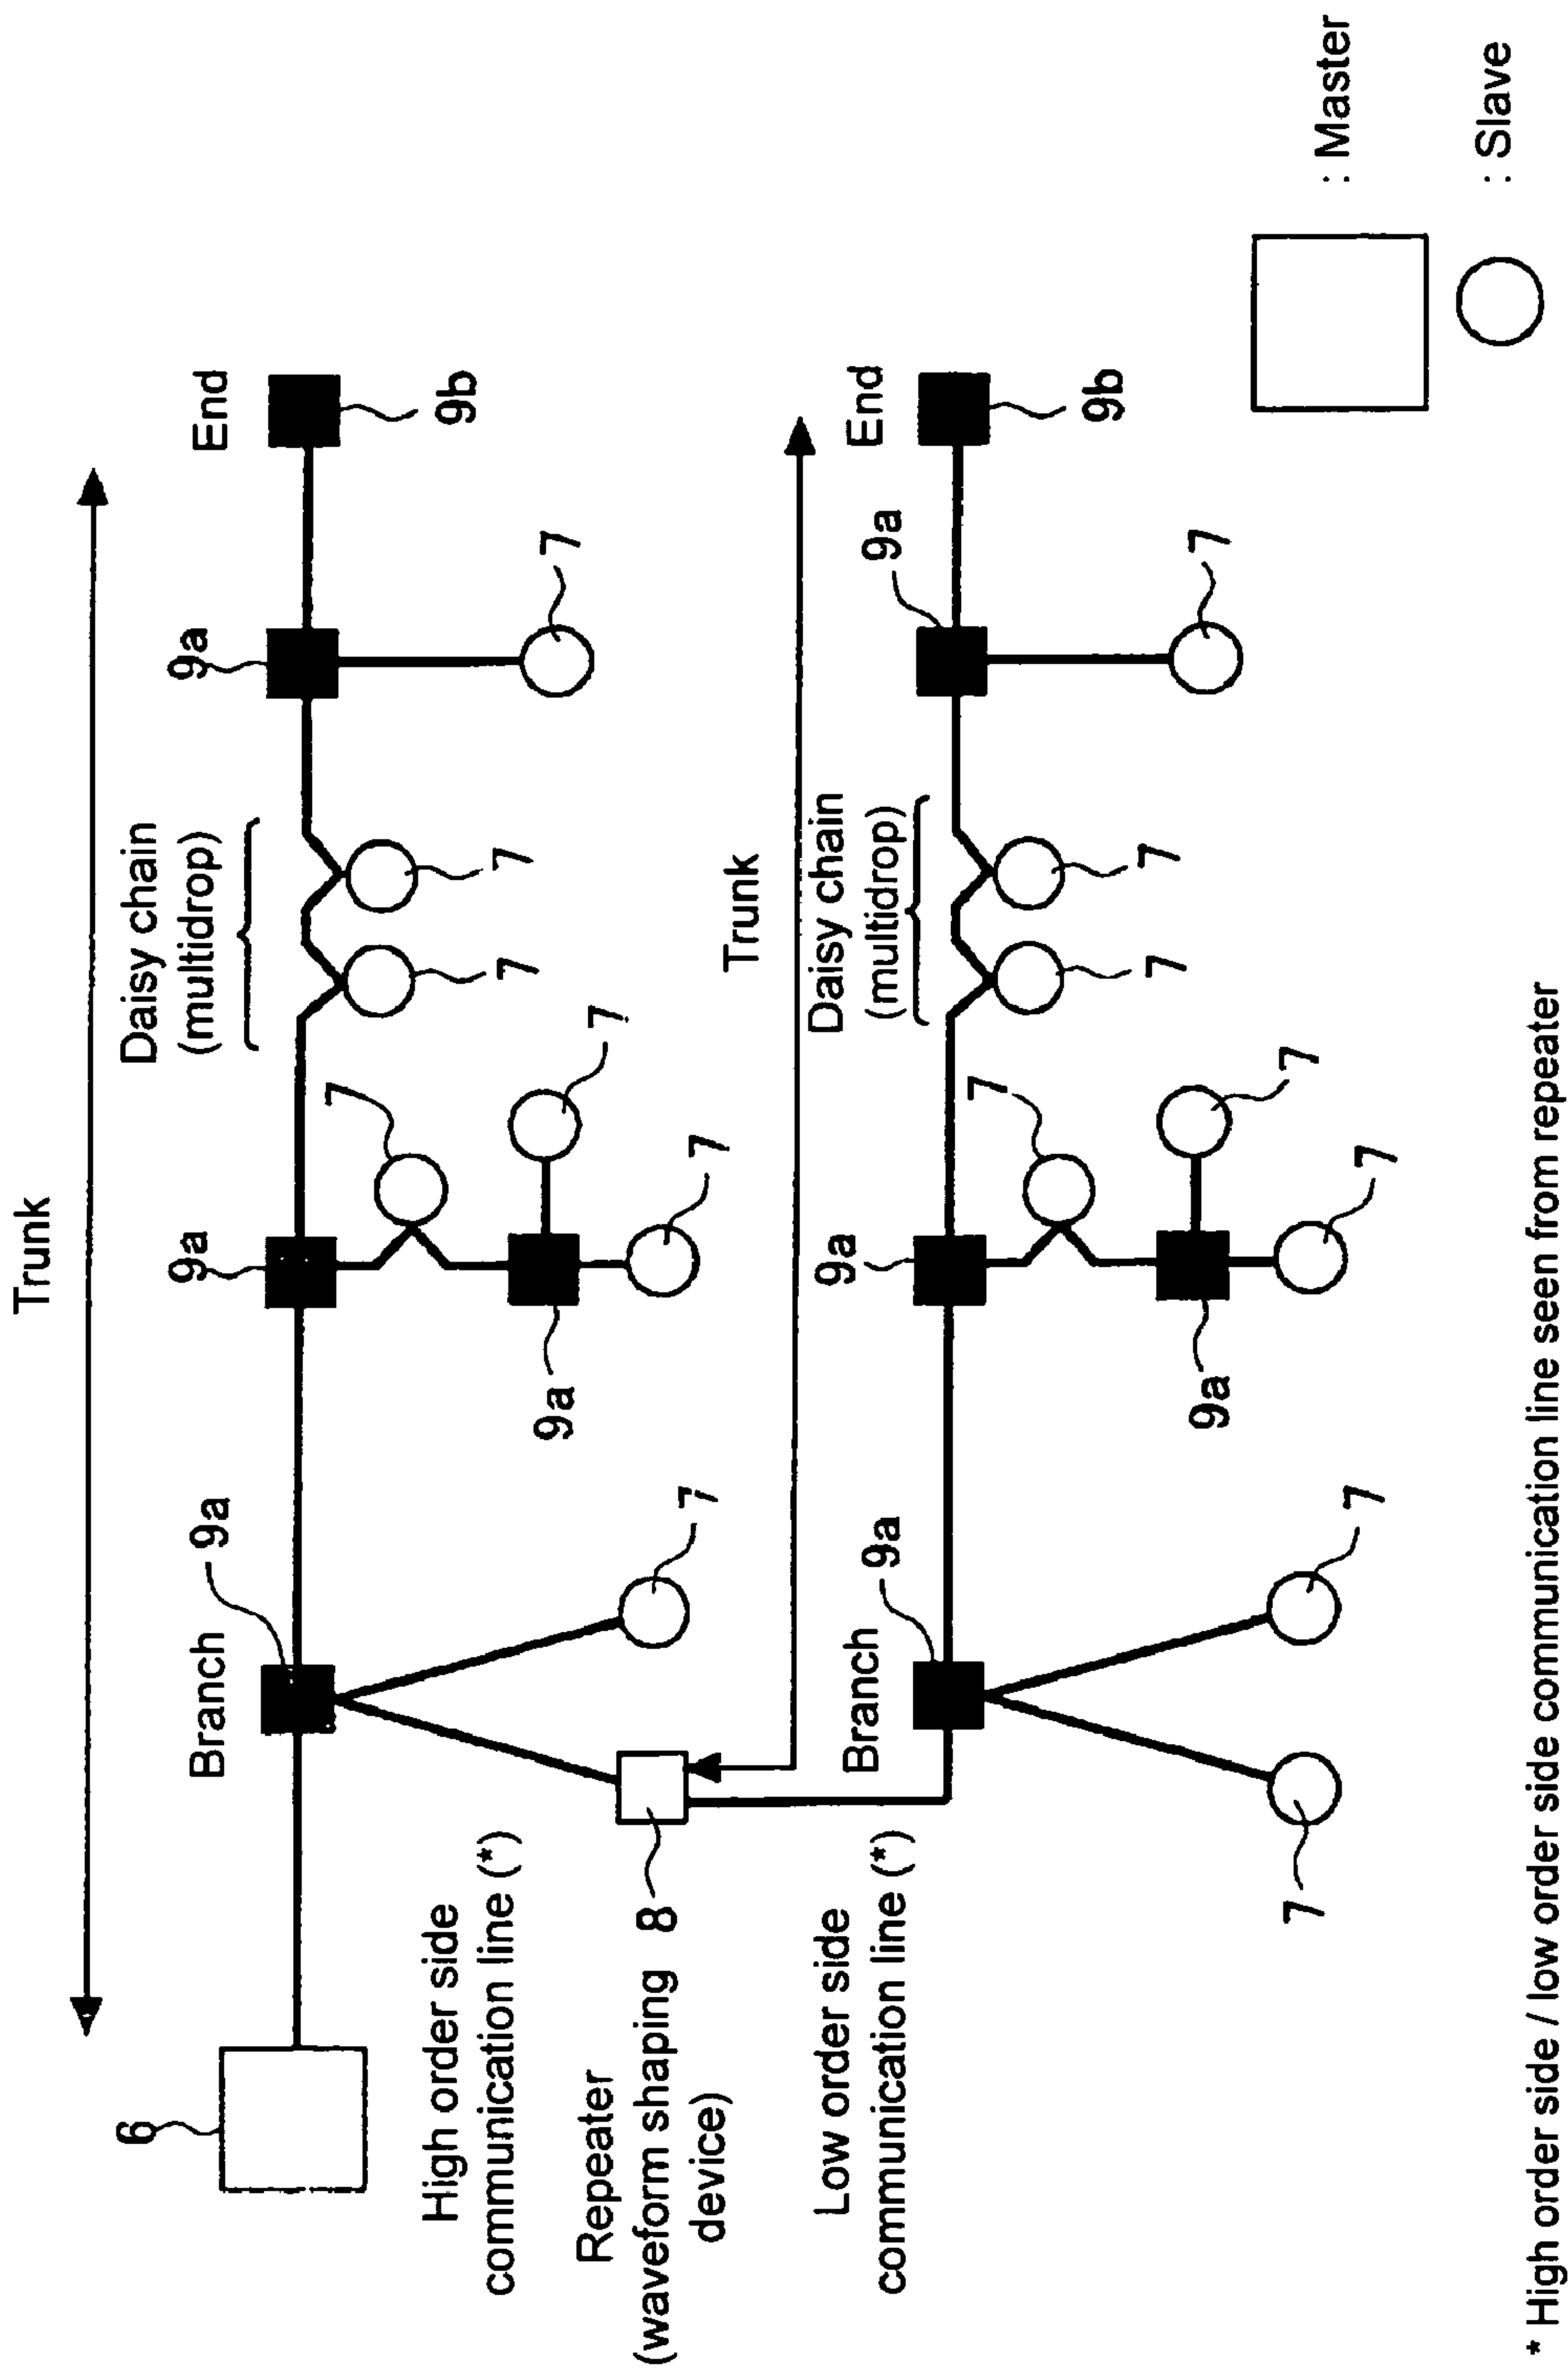 Trunk
6
Branch
9a
9a
Daisy chain
(multidrop)
9a
End
9b
7
7
7
7
7
7
7
9a
High order side
communication line (*)
Repeater
(waveform shaping
device)
8
Trunk
Low order side
communication line (*)
Branch
9a
9a
Daisy chain
(multidrop)
9a
End
9b
7
7
7
7
7
7
7
7
9a
: Master
: Slave
* High order side / low order side communication line seen from repeater